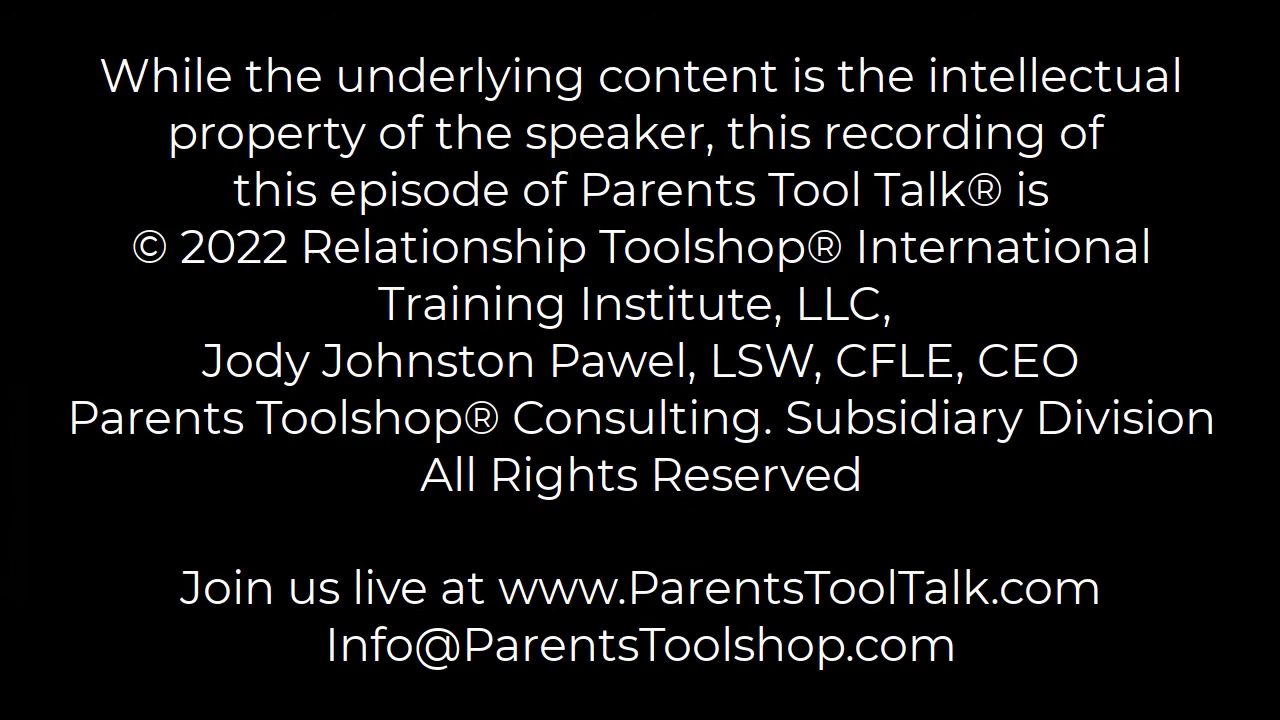 While the underlying content is the intellectual
property of the speaker, this recording of
this episode of Parents Tool Talk® is
© 2022 Relationship Toolshop® International
Training Institute, LLC,
Jody Johnston Pawel, LSW, CFLE, CEO
Parents Toolshop® Consulting. Subsidiary Division
All Rights Reserved
Join us live at www.ParentsToolTalk.com
Info@ParentsToolshop.com